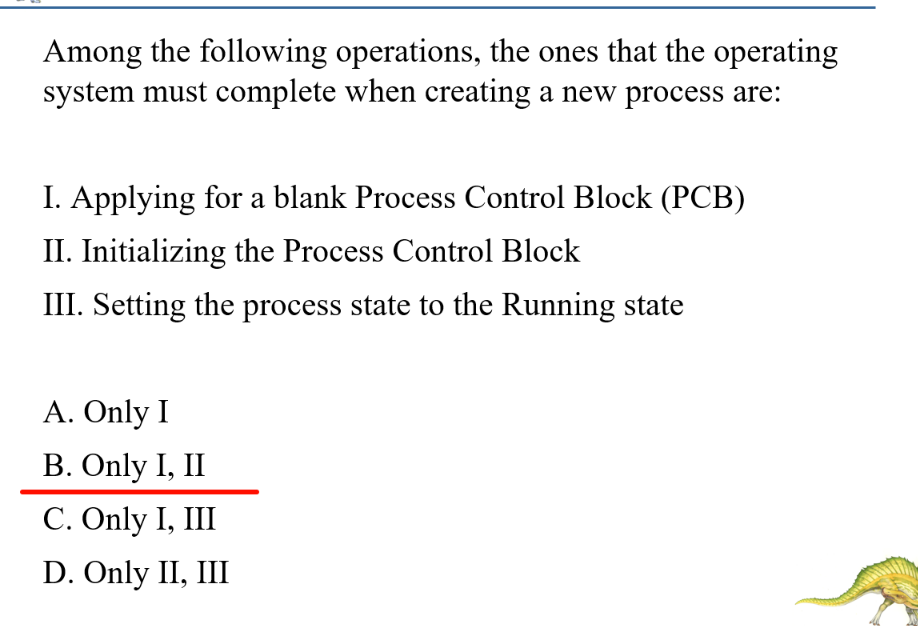 Among the following operations, the ones that the operating
system must complete when creating a new process are:
I. Applying for a blank Process Control Block (PCB)
II. Initializing the Process Control Block
III. Setting the process state to the Running state
A. Only I
B. Only I, II
C. Only I, III
D. Only II, III